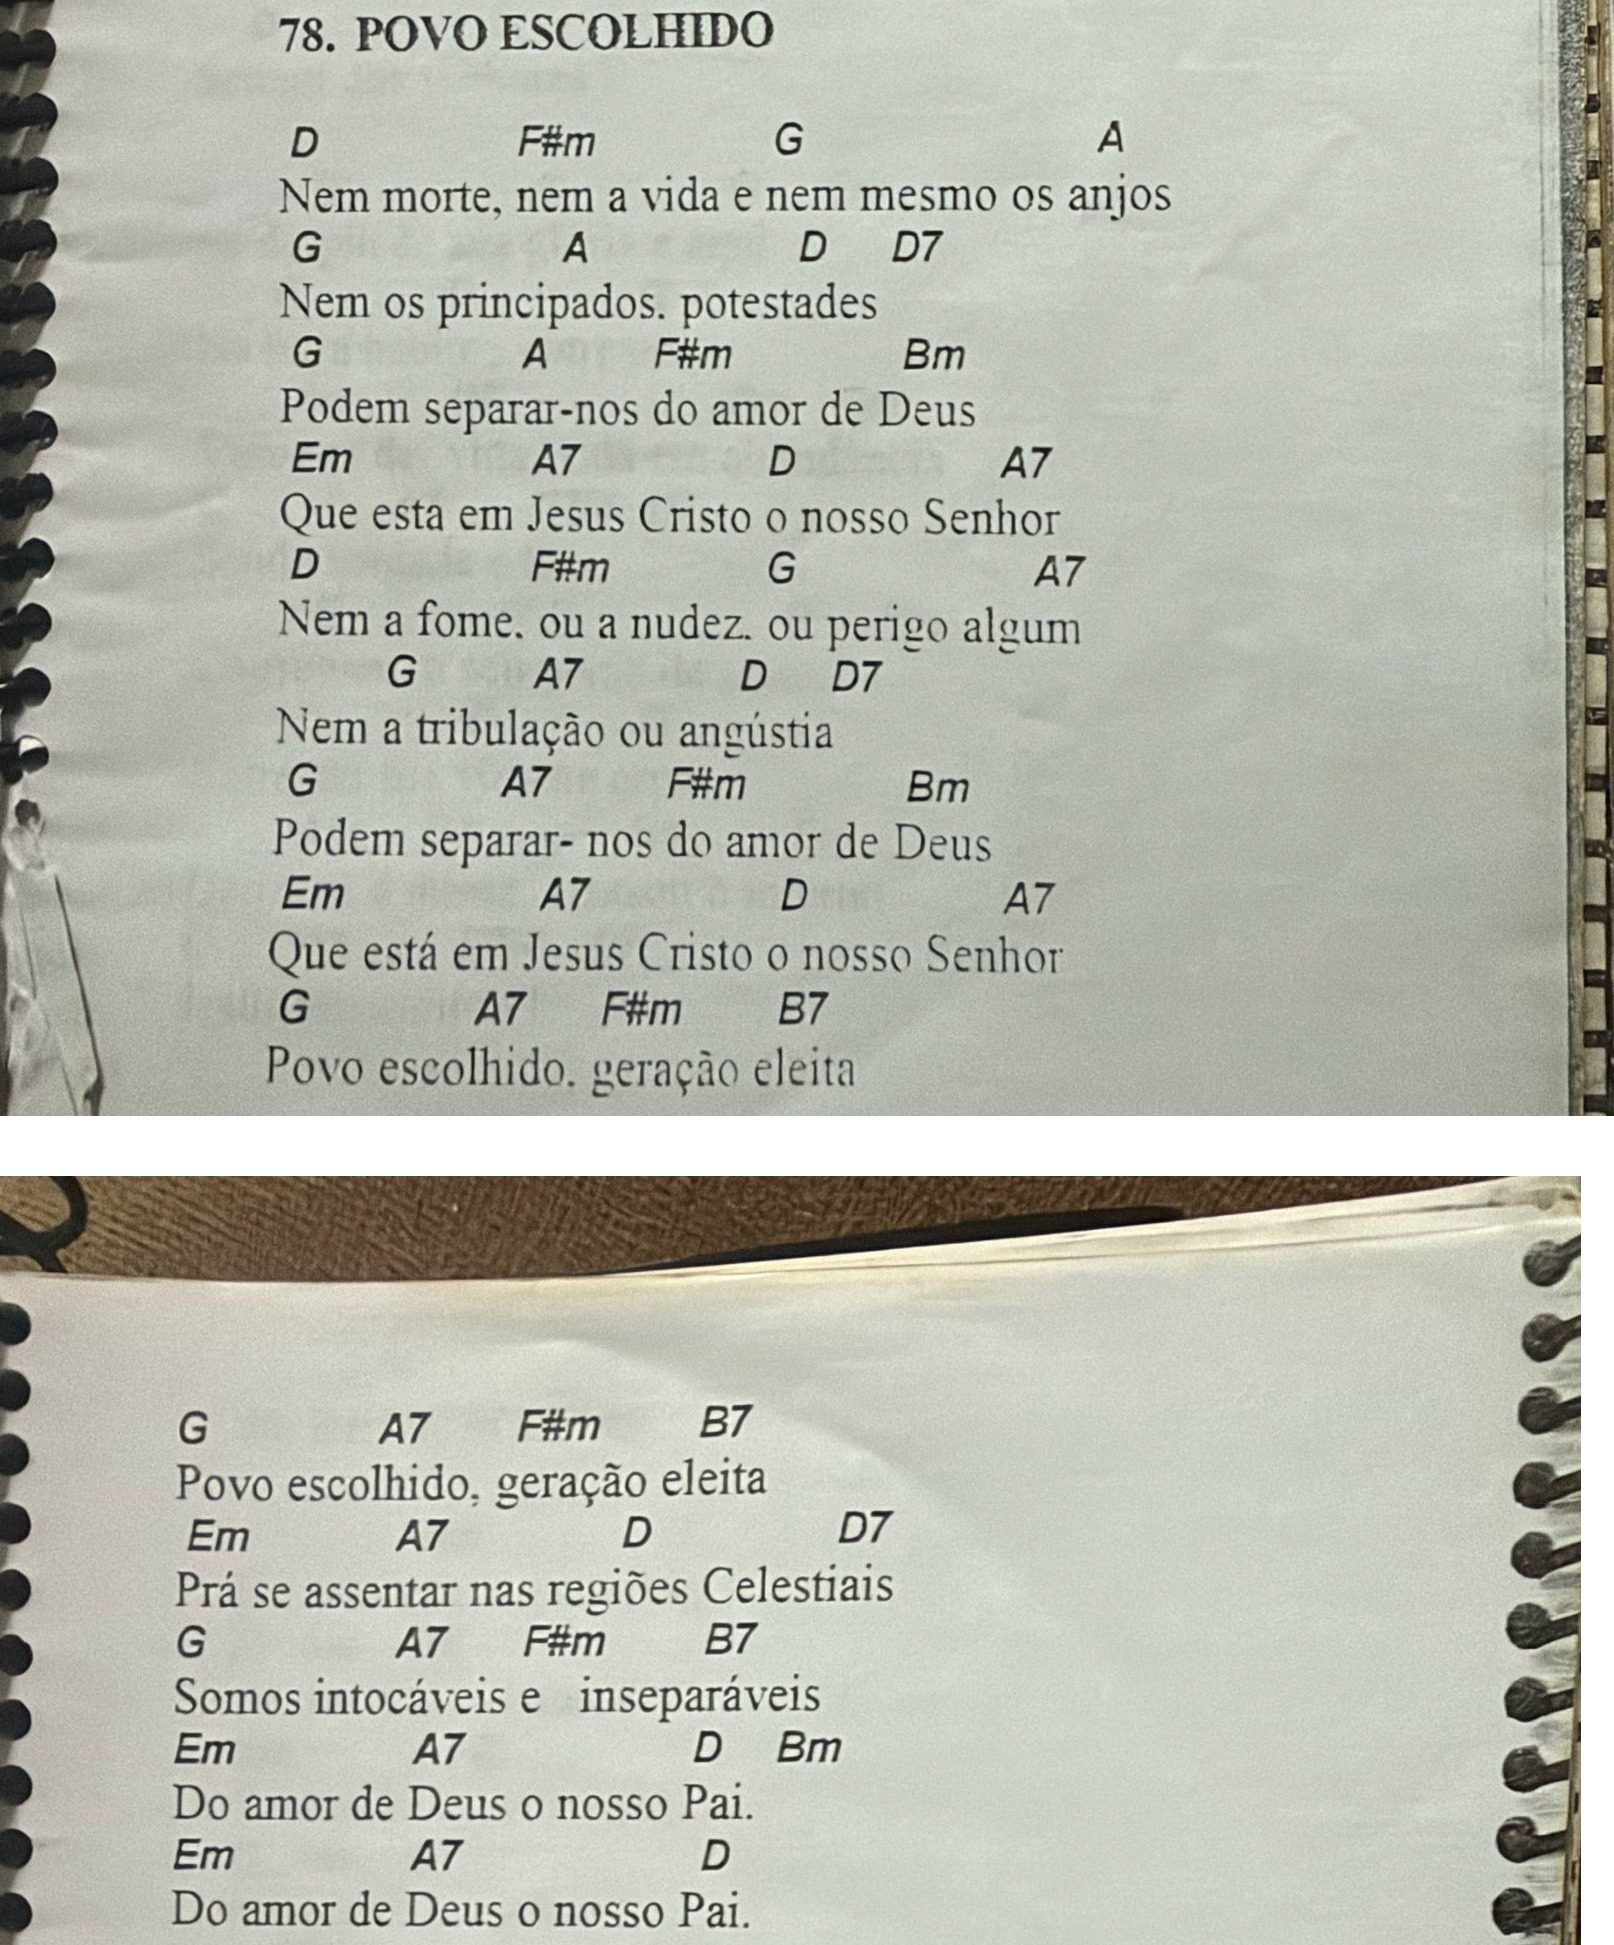 78. POVO ESCOLHIDO
D F#m G A
Nem morte, nem a vida e nem mesmo os anjos
G A D D7
Nem os principados. potestades
G A F#m Bm
Podem separar-nos do amor de Deus
Em A7 D A7
Que esta em Jesus Cristo o nosso Senhor
D F#m G A7
Nem a fome. ou a nudez. ou perigo algum
G A7 D D7
Nem a tribulação ou angústia
G A7 F#m Bm
Podem separar- nos do amor de Deus
Em A7 D A7
Que está em Jesus Cristo o nosso Senhor
G A7 F#m B7
Povo escolhido. geração eleita
G A7 F#m B7
Povo escolhido, geração eleita
Em A7 D D7
Prá se assentar nas regiões Celestiais
G A7 F#m B7
Somos intocáveis e inseparáveis
Em A7 D Bm
Do amor de Deus o nosso Pai.
Em A7 D
Do amor de Deus o nosso Pai.